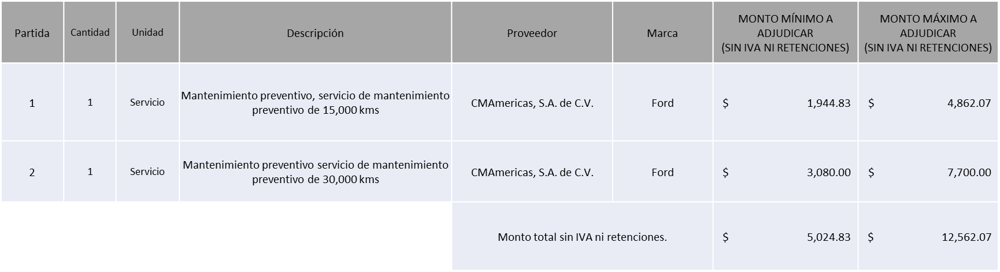 Partida Cantidad Unidad Descripción Proveedor Marca
MONTO MÍNIMO A
ADJUDICAR
(SIN IVA NI RETENCIONES)
MONTO MÁXIMO A
ADJUDICAR
(SIN IVA NI RETENCIONES)
1 1 Servicio
Mantenimiento preventivo, servicio de mantenimiento
preventivo de 15,000 kms
CMAmericas, S.A. de C.V. Ford $ 1,944.83 $ 4,862.07
2 1 Servicio
Mantenimiento preventivo servicio de mantenimiento
preventivo de 30,000 kms
CMAmericas, S.A. de C.V. Ford $ 3,080.00 $ 7,700.00
Monto total sin IVA ni retenciones. $ 5,024.83 $ 12,562.07